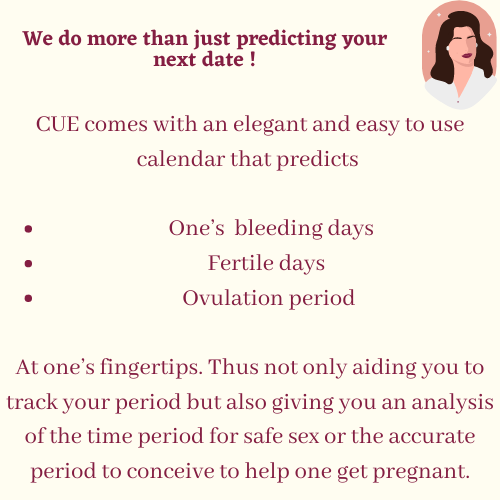 We do more than just predicting your
next date !
CUE comes with an elegant and easy to use
calendar that predicts
• One's bleeding days
• Fertile days
• Ovulation period
At one's fingertips. Thus not only aiding you to
track your period but also giving you an analysis
of the time period for safe sex or the accurate
period to conceive to help one get pregnant.